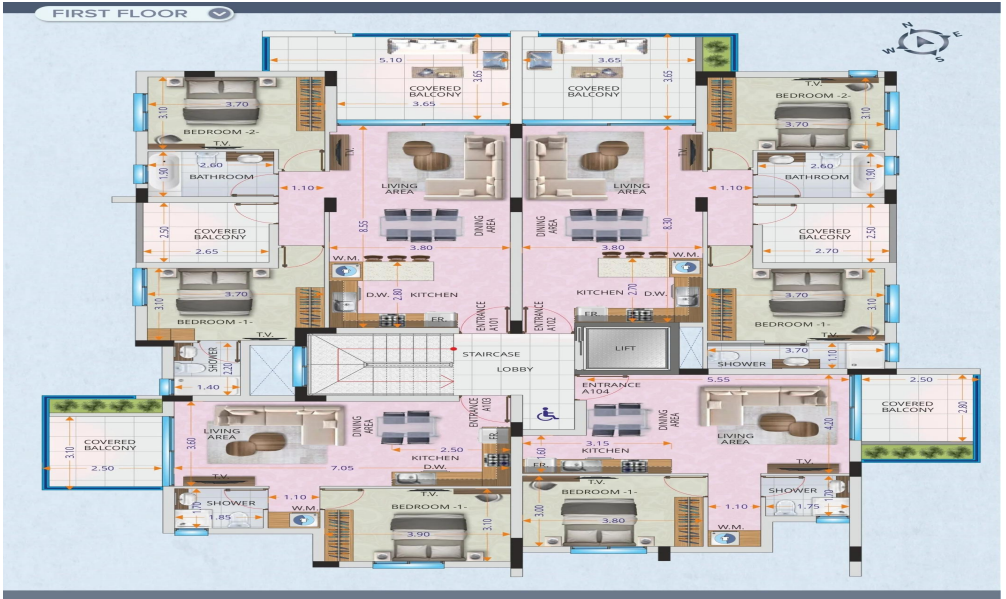 FIRST FLOOR
N
E
W
S
5.10
3.65
COVERED
BALCONY
3.65
3.65
3.65
COVERED
BALCONY
3.10
3.70
BEDROOM -2-
T.V.
T.V.
BEDROOM -2-
3.70
3.10
T.V.
LIVING
AREA
T.V.
LIVING
AREA
1.90
2.60
BATHROOM
1.10
1.10
2.60
BATHROOM
1.90
2.50
COVERED
BALCONY
2.65
8.55
DINING
AREA
3.80
DINING
AREA
8.30
3.80
COVERED
BALCONY
2.50
2.70
W.M.
W.M.
3.10
3.70
BEDROOM -1-
T.V.
D.W.
2.80
KITCHEN
FR.
ENTRANCE
A101
ENTRANCE
A102
KITCHEN
2.70
D.W.
FR.
3.70
3.10
BEDROOM -1-
T.V.
SHOWER
2.20
1.40
STAIRCASE
LOBBY
LIFT
3.70
SHOWER
1.10
ENTRANCE
A104
5.55
2.50
COVERED
BALCONY
2.80
3.10
COVERED
BALCONY
2.50
3.60
LIVING
AREA
7.05
T.V.
DINING
AREA
ENTRANCE
A103
2.50
KITCHEN
D.W.
FR.
1.60
3.15
KITCHEN
FR.
DINING
AREA
LIVING
AREA
4.20
T.V.
SHOWER
1.70
1.85
1.10
W.M.
T.V.
BEDROOM -1-
3.10
3.90
T.V.
BEDROOM -1-
3.00
3.80
1.10
W.M.
SHOWER
1.70
1.75